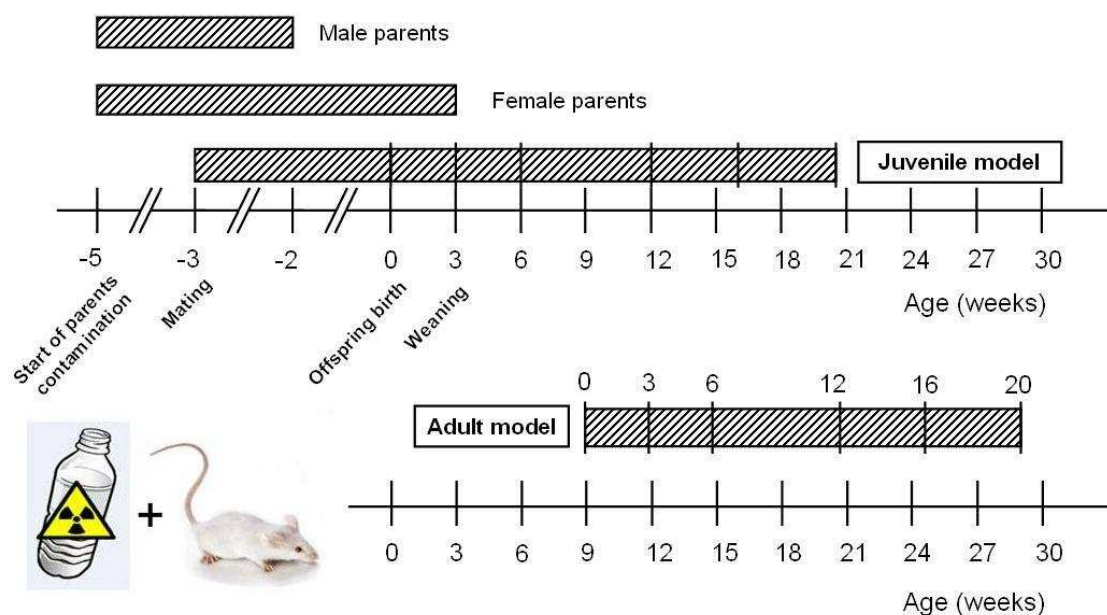 Male parents
Female parents
Juvenile model
-5 -3 -2 0 3 6 9 12 15 18 21 24 27 30
Start of parents
contamination
Mating
Offspring birth
Weaning
Age (weeks)
0 3 6 12 16 20
Adult model
0 3 6 9 12 15 18 21 24 27 30
Age (weeks)
+